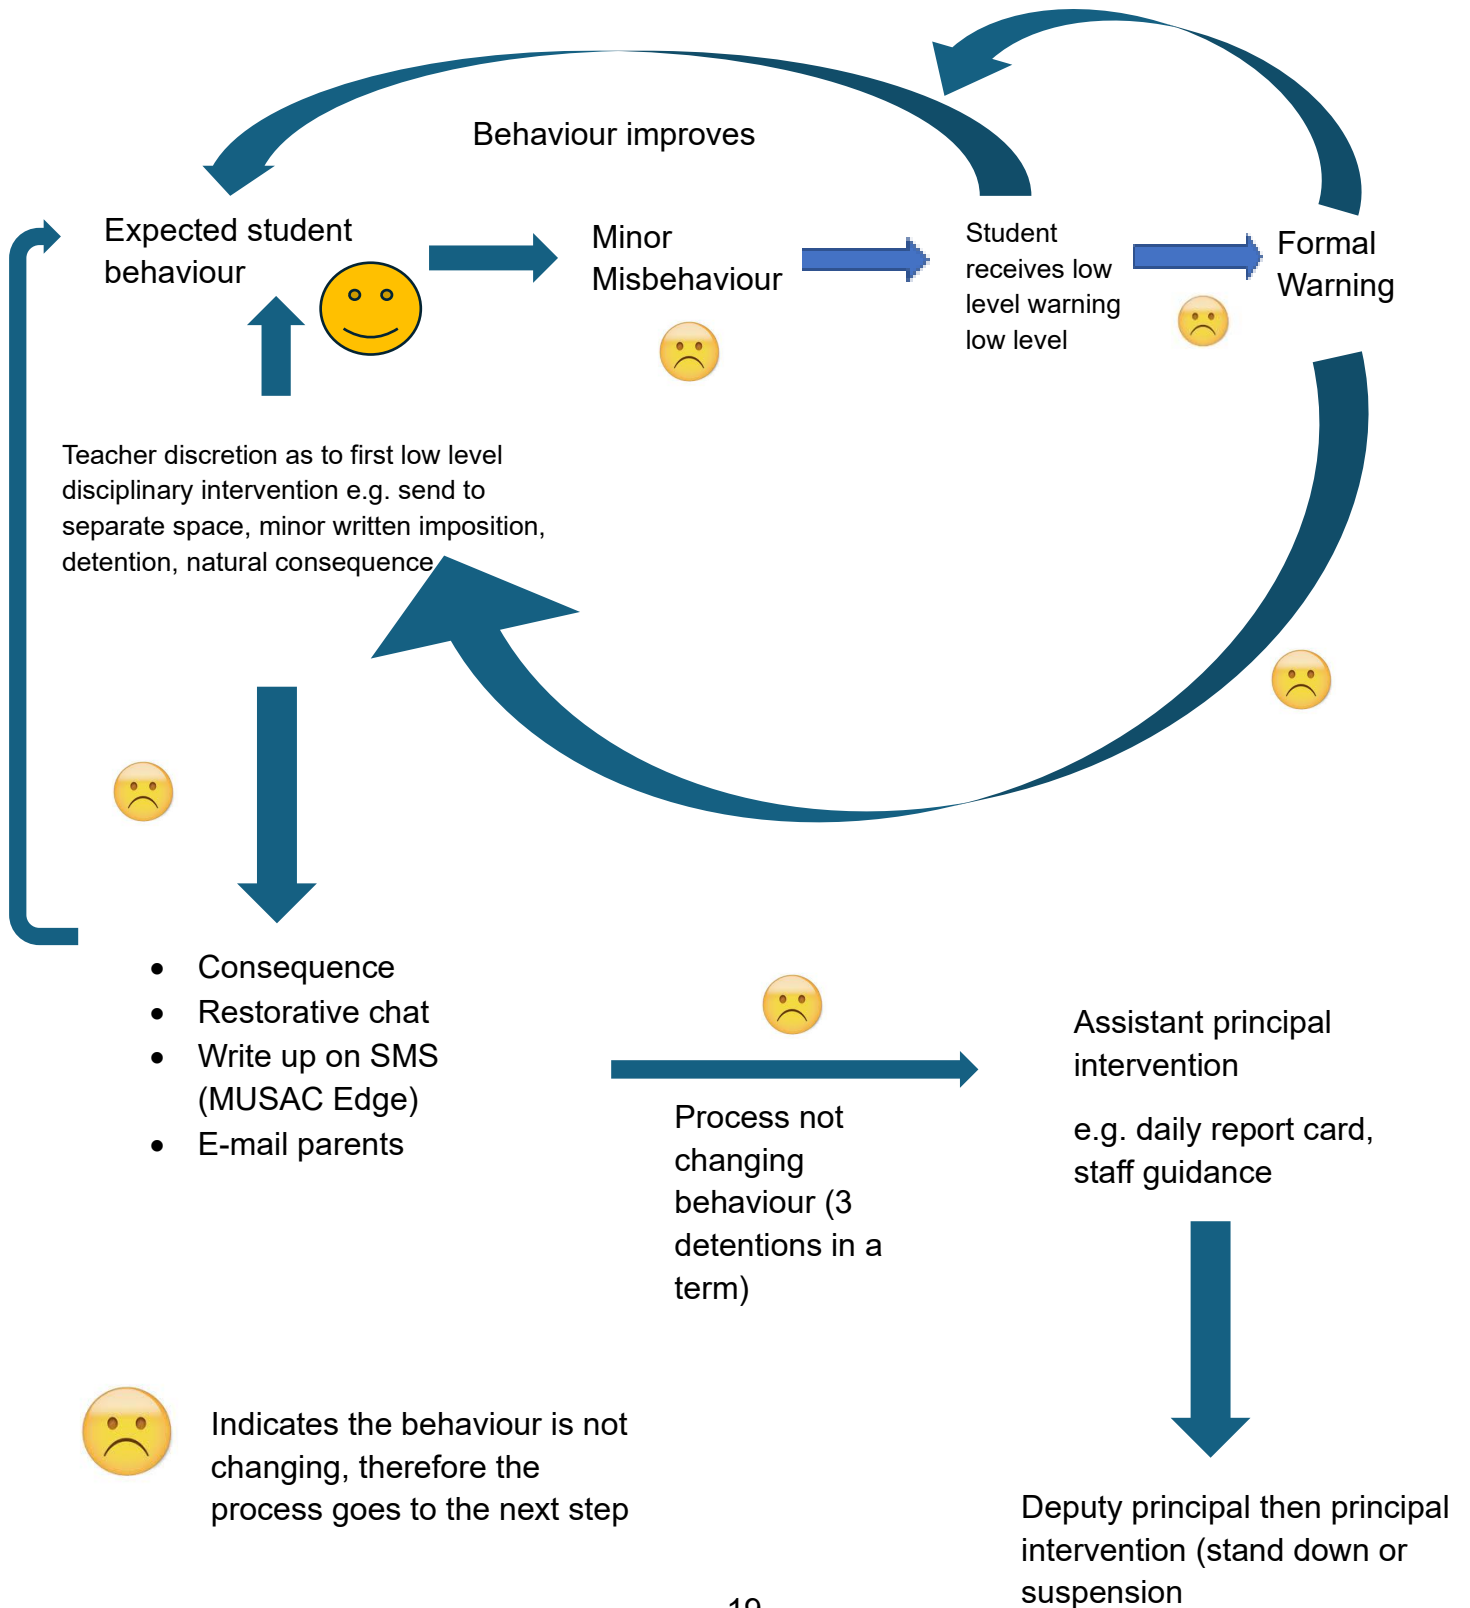 Behaviour improves
Expected student
behaviour
Minor
Misbehaviour
Student
receives low
level warning
low level
Formal
Warning
Teacher discretion as to first low level
disciplinary intervention e.g. send to
separate space, minor written imposition,
detention, natural consequence
• Consequence
• Restorative chat
• Write up on SMS
(MUSAC Edge)
• E-mail parents
Process not
changing
behaviour (3
detentions in a
term)
Assistant principal
intervention
e.g. daily report card,
staff guidance
Indicates the behaviour is not
changing, therefore the
process goes to the next step
Deputy principal then principal
intervention (stand down or
suspension
19